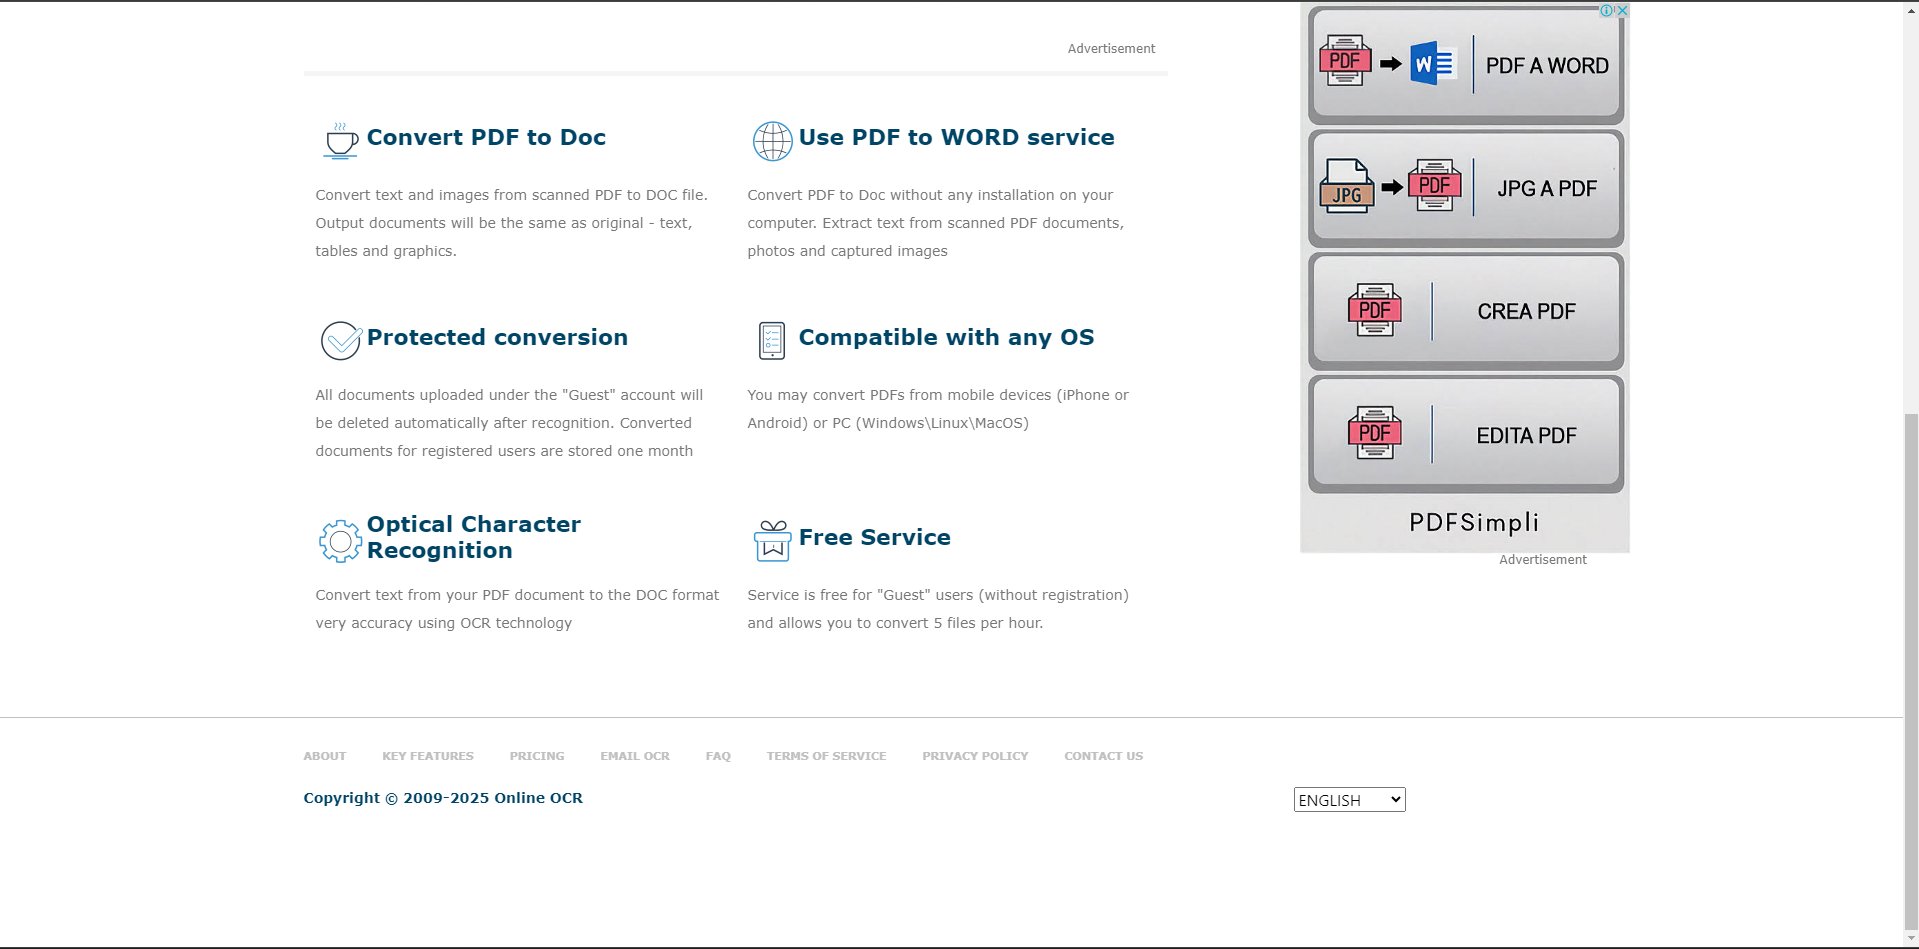 Advertisement
Convert PDF to Doc
Convert text and images from scanned PDF to DOC file.
Output documents will be the same as original - text,
tables and graphics.
Use PDF to WORD service
Convert PDF to Doc without any installation on your
computer. Extract text from scanned PDF documents,
photos and captured images
Protected conversion
All documents uploaded under the "Guest" account will
be deleted automatically after recognition. Converted
documents for registered users are stored one month
Compatible with any OS
You may convert PDFs from mobile devices (iPhone or
Android) or PC (Windows\Linux\MacOS)
Optical Character
Recognition
Convert text from your PDF document to the DOC format
very accuracy using OCR technology
Free Service
Service is free for "Guest" users (without registration)
and allows you to convert 5 files per hour.
PDF W PDF A WORD
JPG PDF JPG A PDF
PDF CREA PDF
PDF EDITA PDF
PDFSimpli
Advertisement
ABOUT KEY FEATURES PRICING EMAIL OCR FAQ TERMS OF SERVICE PRIVACY POLICY CONTACT US
Copyright © 2009-2025 Online OCR
ENGLISH